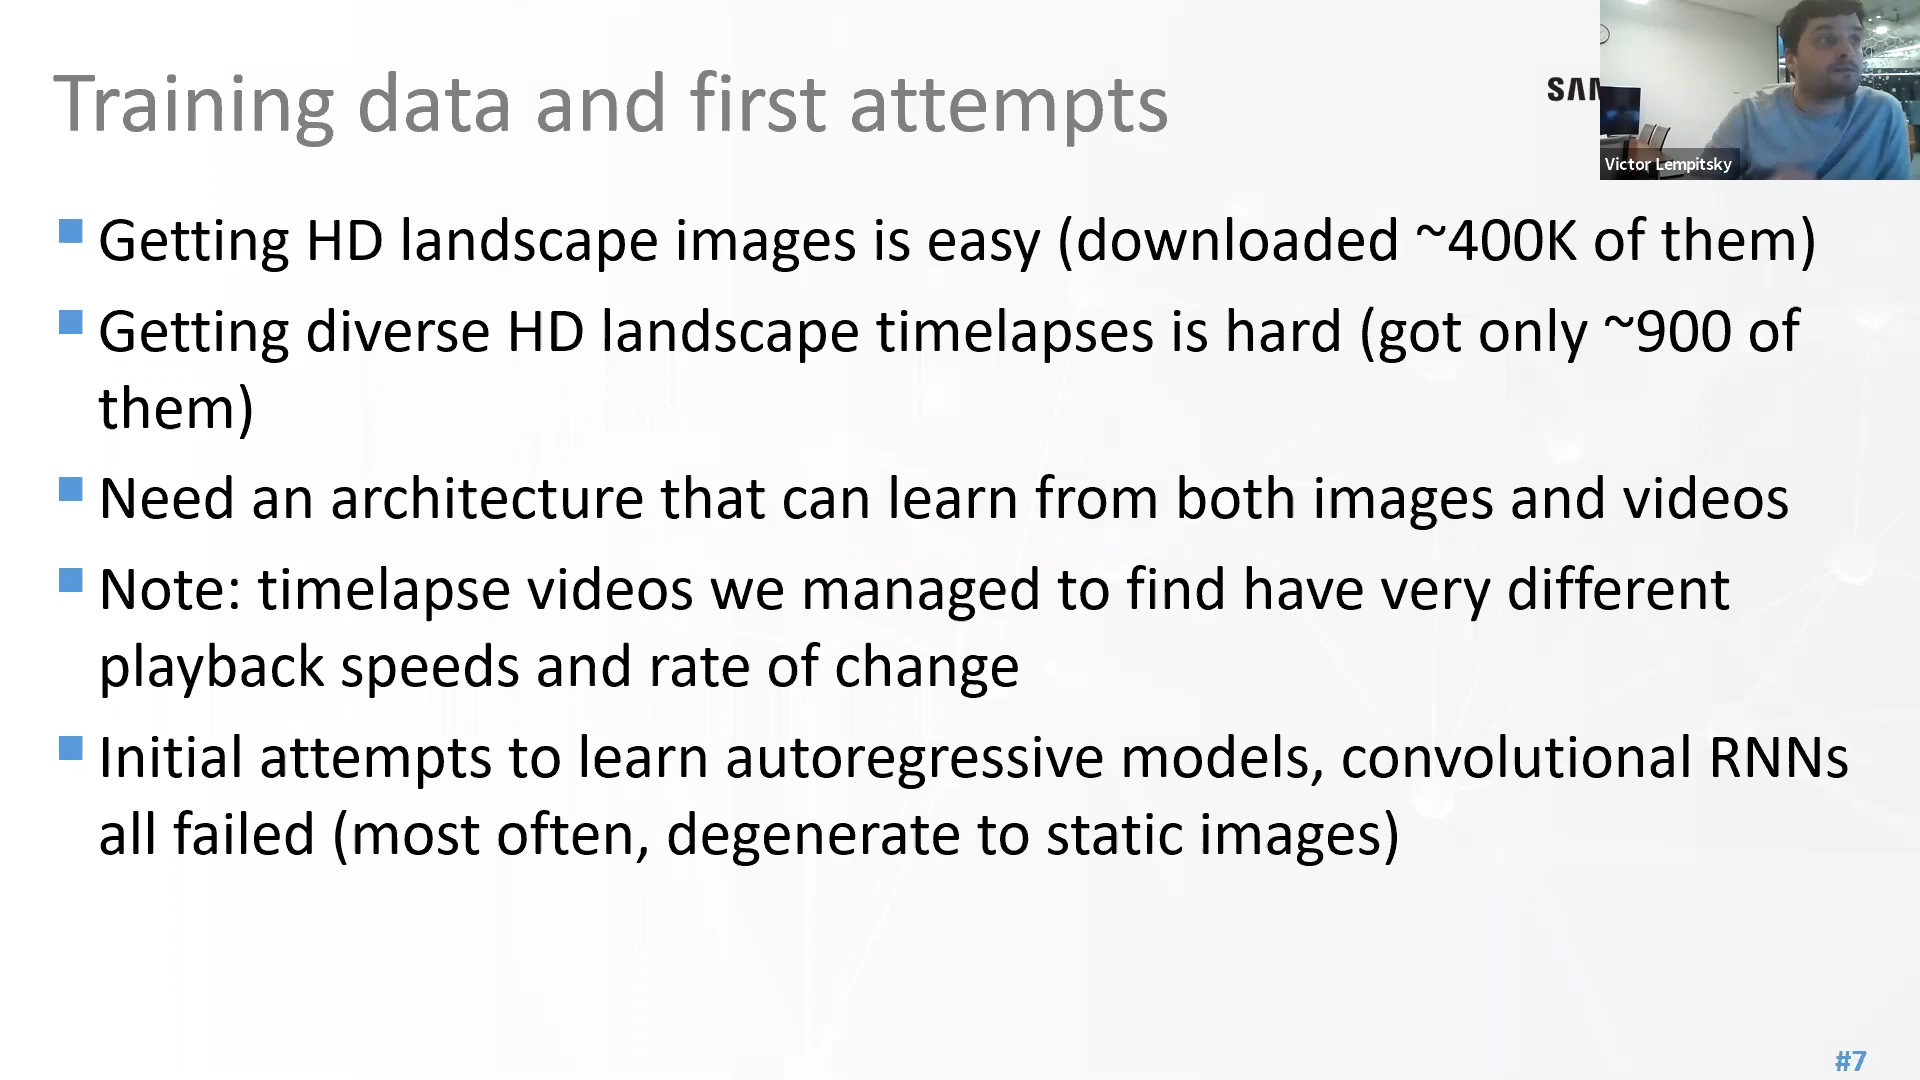 Training data and first attempts
Victor Lempitsky
Getting HD landscape images is easy (downloaded ~400K of them)
Getting diverse HD landscape timelapses is hard (got only ~900 of
them)
Need an architecture that can learn from both images and videos
Note: timelapse videos we managed to find have very different
playback speeds and rate of change
Initial attempts to learn autoregressive models, convolutional RNNs
all failed (most often, degenerate to static images)
#7